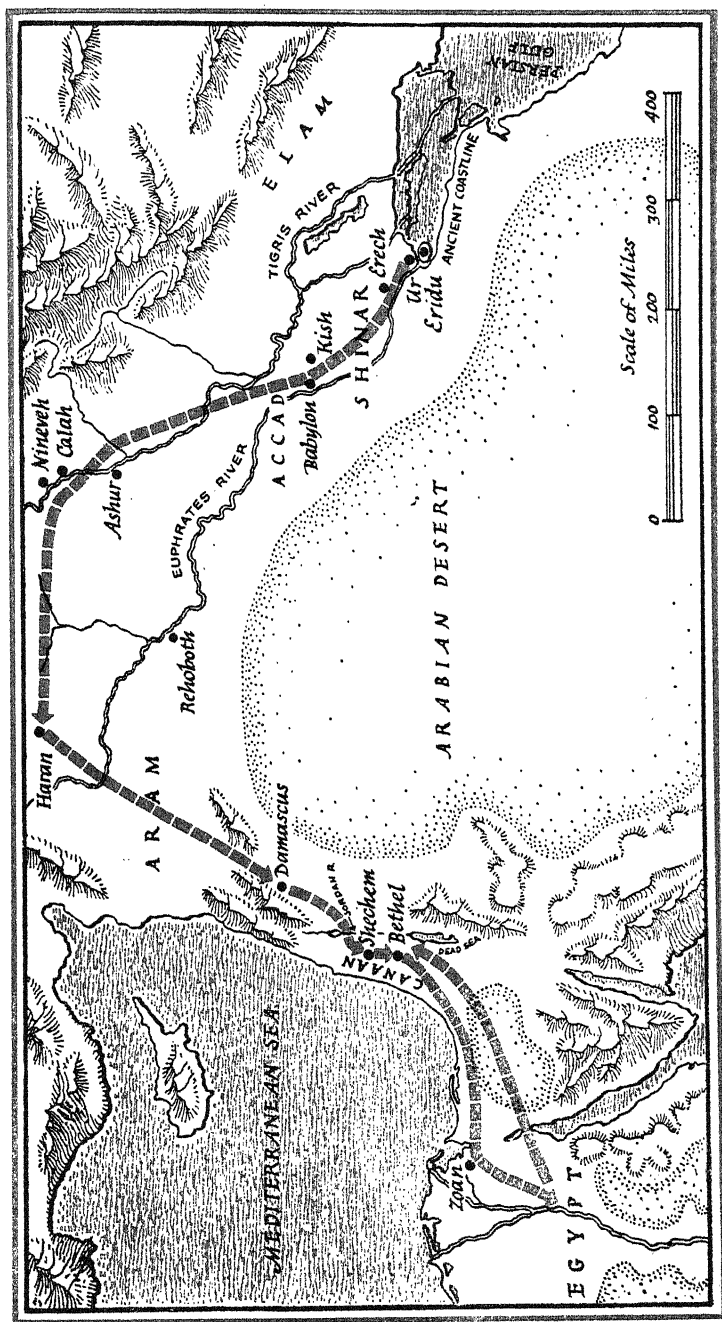 Haran
Nineveh
Calah
Ashur
ELAM
ARAM
Rehoboth
EUPHRATES RIVER
TIGRIS RIVER
ACCAD
Babylon
Kish
SHINAR
Erech
Ur
Eridu
ANCIENT COASTLINE
PERSIAN
GULF
MEDITERRANEAN SEA
Damascus
JORDAN R
Shechem
Bethel
CANAAN
DEAD SEA
ARABIAN DESERT
Zoan
EGYPT
Scale of Miles
0 100 200 300 400